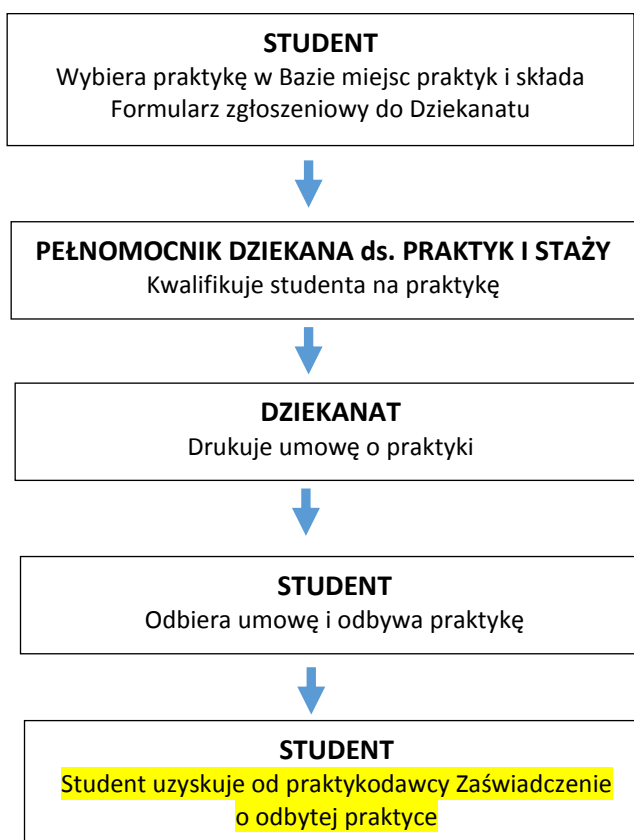 STUDENT
Wybiera praktykę w Bazie miejsc praktyk i składa
Formularz zgłoszeniowy do Dziekanatu
PEŁNOMOCNIK DZIEKANA ds. PRAKTYK I STAŻY
Kwalifikuje studenta na praktykę
DZIEKANAT
Drukuje umowę o praktyki
STUDENT
Odbiera umowę i odbywa praktykę
STUDENT
Student uzyskuje od praktykodawcy Zaświadczenie
o odbytej praktyce